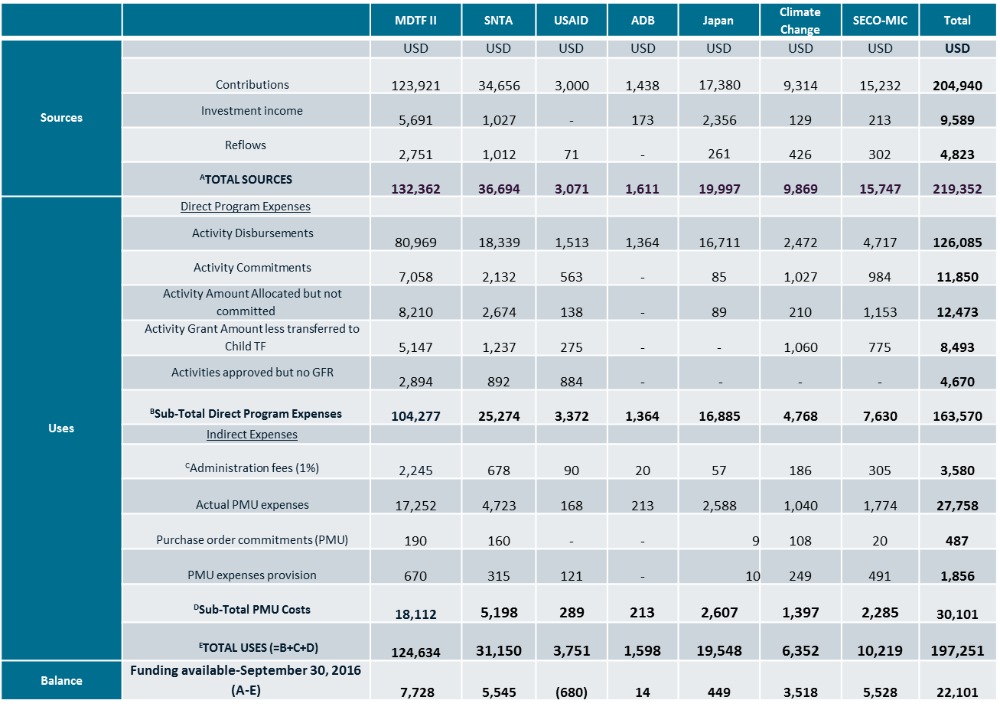 MDTF II SNTA USAID ADB Japan Climate Change SECO-MIC Total
USD USD USD USD USD USD USD USD
Sources
Contributions 123,921 34,656 3,000 1,438 17,380 9,314 15,232 204,940
Investment income 5,691 1,027 - 173 2,356 129 213 9,589
Reflows 2,751 1,012 71 - 261 426 302 4,823
ATOTAL SOURCES 132,362 36,694 3,071 1,611 19,997 9,869 15,747 219,352
Uses
Direct Program Expenses
Activity Disbursements 80,969 18,339 1,513 1,364 16,711 2,472 4,717 126,085
Activity Commitments 7,058 2,132 563 - 85 1,027 984 11,850
Activity Amount Allocated but not committed 8,210 2,674 138 - 89 210 1,153 12,473
Activity Grant Amount less transferred to Child TF 5,147 1,237 275 - - 1,060 775 8,493
Activities approved but no GFR 2,894 892 884 - - - - 4,670
BSub-Total Direct Program Expenses 104,277 25,274 3,372 1,364 16,885 4,768 7,630 163,570
Indirect Expenses
CAdministration fees (1%) 2,245 678 90 20 57 186 305 3,580
Actual PMU expenses 17,252 4,723 168 213 2,588 1,040 1,774 27,758
Purchase order commitments (PMU) 190 160 - - 9 108 20 487
PMU expenses provision 670 315 121 - 10 249 491 1,856
DSub-Total PMU Costs 18,112 5,198 289 213 2,607 1,397 2,285 30,101
ETOTAL USES (=B+C+D) 124,634 31,150 3,751 1,598 19,548 6,352 10,219 197,251
Balance
Funding available-September 30, 2016 (A-E) 7,728 5,545 (680) 14 449 3,518 5,528 22,101